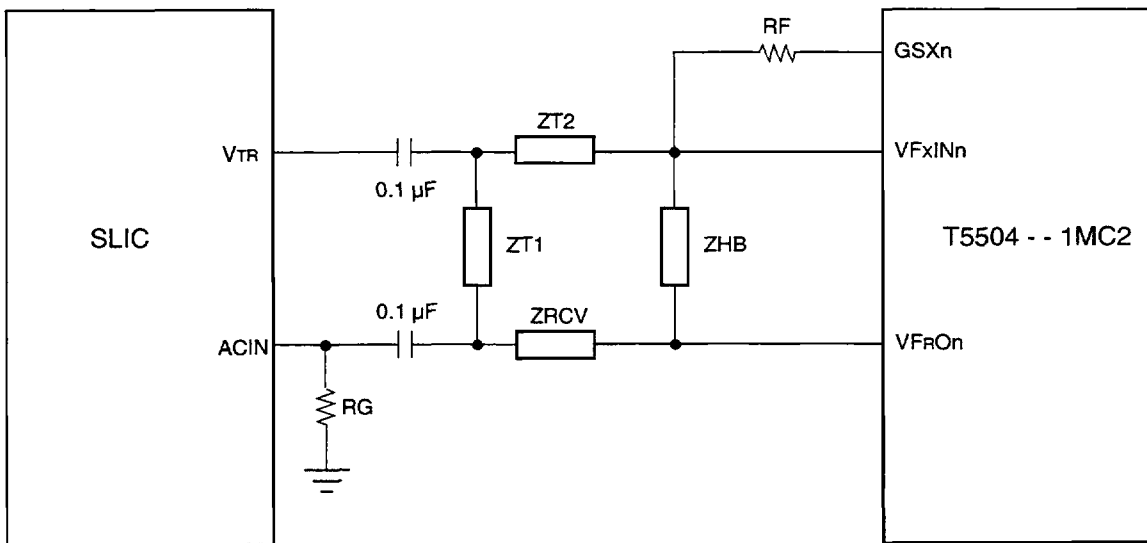 RF
GSXn
ZT2
VTR
VFXINn
0.1 µF
SLIC
ZT1
ZHB
T5504 - - 1MC2
0.1 µF
ZRCV
ACIN
VFROn
RG